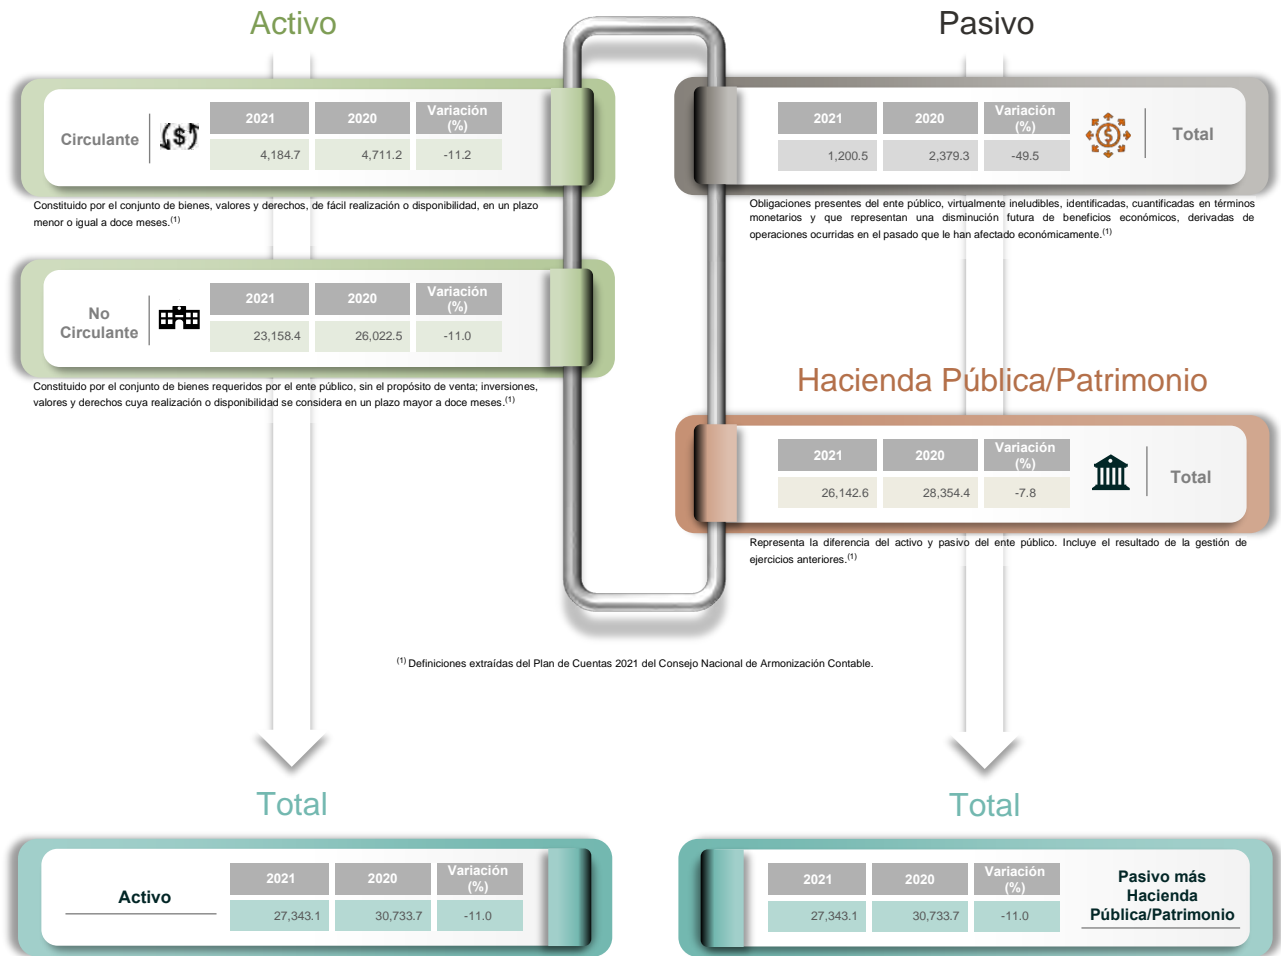 Activo
Circulante
2021 2020 Variación (%)
4,184.7 4,711.2 -11.2
Constituido por el conjunto de bienes, valores y derechos, de fácil realización o disponibilidad, en un plazo
menor o igual a doce meses.(1)
No
Circulante
2021 2020 Variación (%)
23,158.4 26,022.5 -11.0
Constituido por el conjunto de bienes requeridos por el ente público, sin el propósito de venta; inversiones,
valores y derechos cuya realización o disponibilidad se considera en un plazo mayor a doce meses.(1)
Pasivo
2021 2020 Variación (%)
1,200.5 2,379.3 -49.5
Total
Obligaciones presentes del ente público, virtualmente ineludibles, identificadas, cuantificadas en términos
monetarios y que representan una disminución futura de beneficios económicos, derivadas de
operaciones ocurridas en el pasado que le han afectado económicamente.(1)
Hacienda Pública/Patrimonio
2021 2020 Variación (%)
26,142.6 28,354.4 -7.8
Total
Representa la diferencia del activo y pasivo del ente público. Incluye el resultado de la gestión de
ejercicios anteriores.(1)
(1) Definiciones extraídas del Plan de Cuentas 2021 del Consejo Nacional de Armonización Contable.
Total
Activo
2021 2020 Variación (%)
27,343.1 30,733.7 -11.0
Total
2021 2020 Variación (%)
27,343.1 30,733.7 -11.0
Pasivo más
Hacienda
Pública/Patrimonio